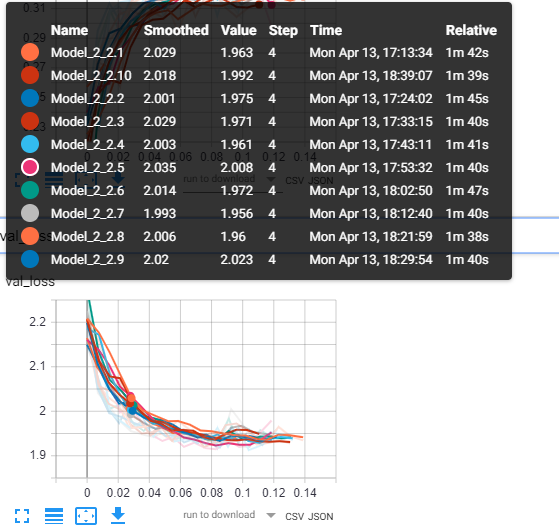 0.31
Name Smoothed Value Step Time Relative
Model_2_2.1 2.029 1.963 4 Mon Apr 13, 17:13:34 1m 42s
Model_2_2.10 2.018 1.992 4 Mon Apr 13, 18:39:07 1m 39s
Model_2_2.2 2.001 1.975 4 Mon Apr 13, 17:24:02 1m 45s
Model_2_2.3 2.029 1.971 4 Mon Apr 13, 17:33:15 1m 40s
Model_2_2.4 2.003 1.961 4 Mon Apr 13, 17:43:11 1m 41s
Model_2_2.5 2.035 2.008 4 Mon Apr 13, 17:53:32 1m 40s
Model_2_2.6 2.014 1.972 4 Mon Apr 13, 18:02:50 1m 47s
Model_2_2.7 1.993 1.956 4 Mon Apr 13, 18:12:40 1m 40s
Model_2_2.8 2.006 1.96 4 Mon Apr 13, 18:21:59 1m 38s
Model_2_2.9 2.02 2.023 4 Mon Apr 13, 18:29:54 1m 40s
0 0.02 0.04 0.06 0.08 0.1 0.12 0.14
run to download CSV JSON
val_loss
2.2
2.1
2
1.9
0 0.02 0.04 0.06 0.08 0.1 0.12 0.14
run to download CSV JSON